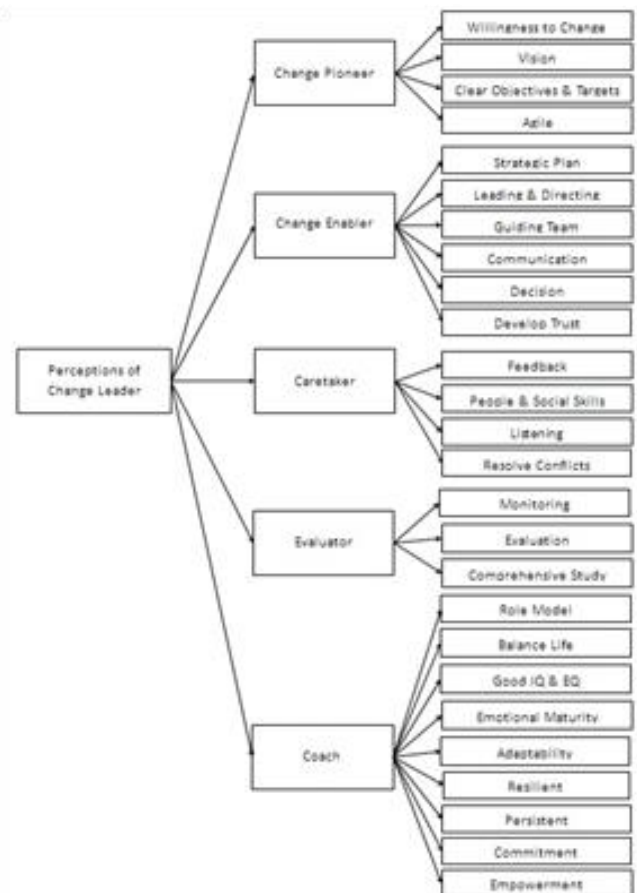 Perceptions of
Change Leader
Change Pioneer
Willingness to Change
Vision
Clear Objectives & Targets
Agile
Change Enabler
Strategic Plan
Leading & Directing
Guiding Team
Communication
Decision
Develop Trust
Caretaker
Feedback
People & Social Skills
Listening
Resolve Conflicts
Evaluator
Monitoring
Evaluation
Comprehensive Study
Coach
Role Model
Balance Life
Good IQ & EQ
Emotional Maturity
Adaptability
Resilient
Persistent
Commitment
Empowerment